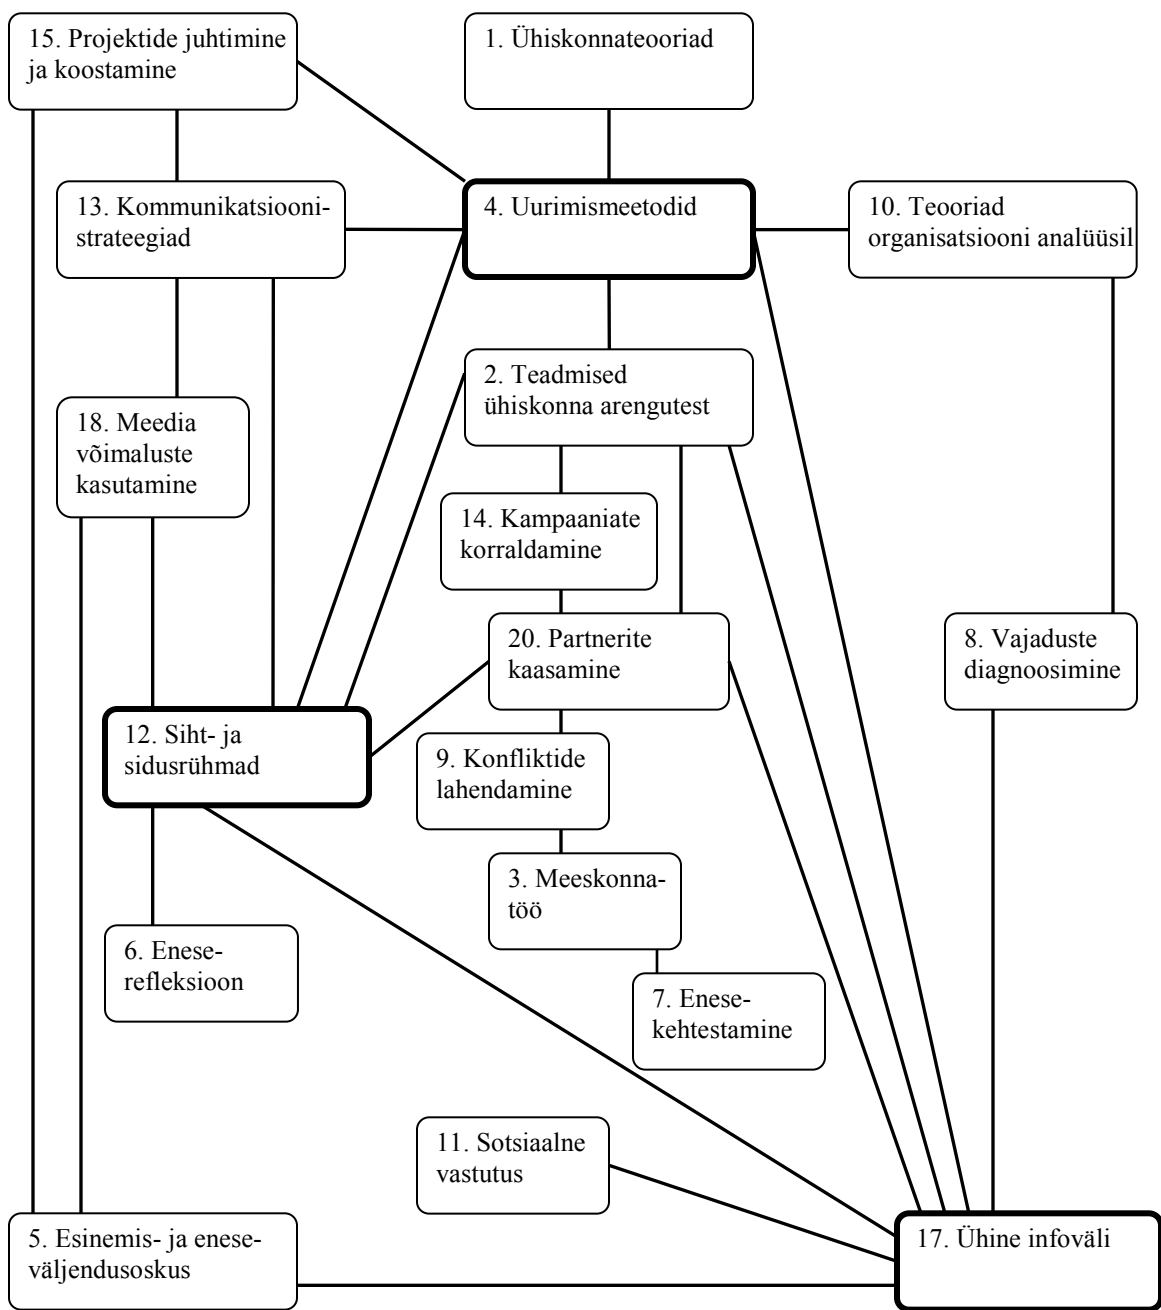 15. Projektide juhtimine
ja koostamine
1. Ühiskonnateooriad
13. Kommunikatsiooni-
strateegiad
4. Uurimismeetodid
10. Teooriad
organisatsiooni analüüsil
2. Teadmised
ühiskonna arengutest
18. Meedia
võimaluste
kasutamine
14. Kampaaniate
korraldamine
20. Partnerite
kaasamine
8. Vajaduste
diagnoosimine
12. Siht- ja
sidusrühmad
9. Konfliktide
lahendamine
3. Meeskonna-
töö
6. Enese-
refleksioon
7. Enese-
kehtestamine
11. Sotsiaalne
vastutus
5. Esinemis- ja enese-
väljendusoskus
17. Ühine infoväli